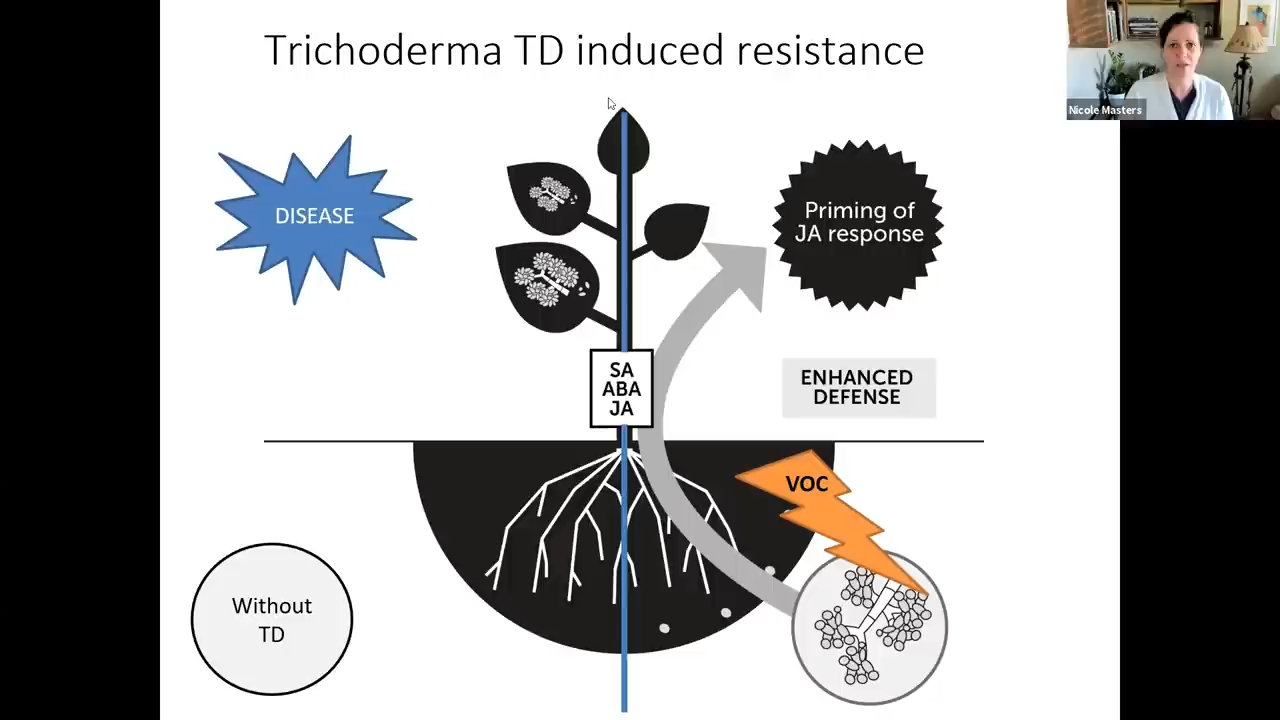 Trichoderma TD induced resistance
Nicole Masters
DISEASE
Priming of
JA response
SA
ABA
JA
ENHANCED
DEFENSE
VOC
Without
TD